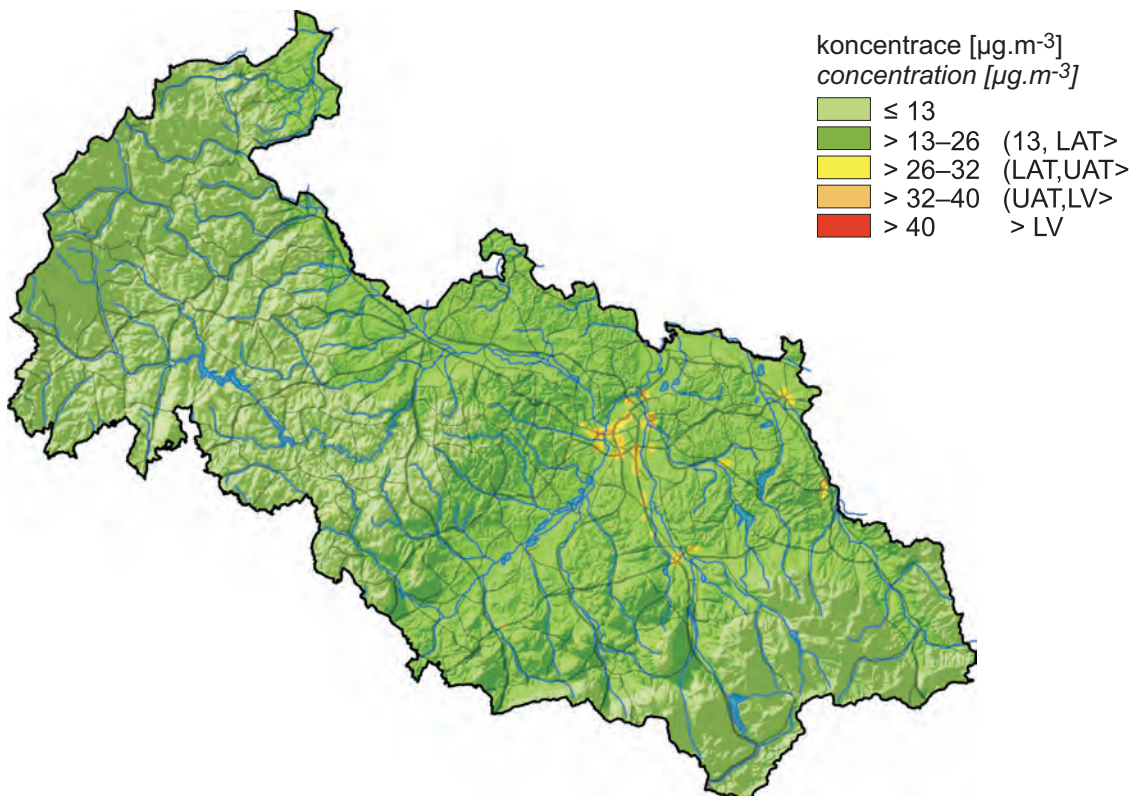 koncentrace [µg.m-3]
concentration [µg.m-3]
≤ 13
> 13–26 (13, LAT>
> 26–32 (LAT,UAT>
> 32–40 (UAT,LV>
> 40 > LV